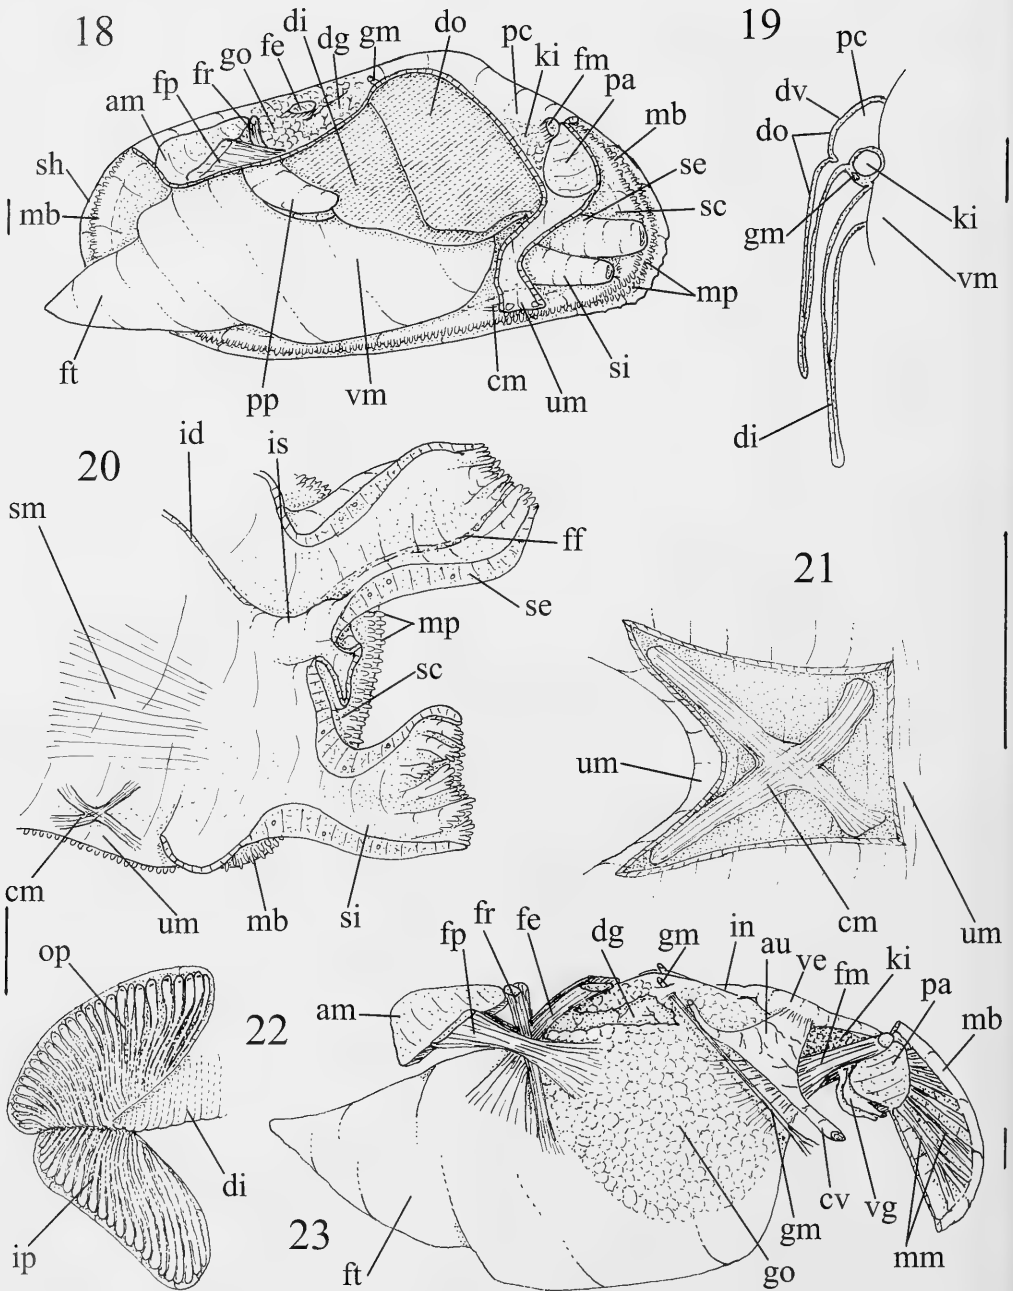 18
di
dg
gm
do
pc
ki
fm
pa
mb
se
sc
mp
si
um
cm
vm
pp
ft
mb
sh
am
fp
fr
go
fe
19
pc
dv
do
gm
ki
vm
di
20
id
is
sm
ff
se
mp
sc
cm
um
mb
si
21
um
cm
um
22
op
ip
di
23
am
fp
fr
fe
dg
gm
in
au
ve
fm
ki
pa
mb
ft
go
gm
cv
vg
mm